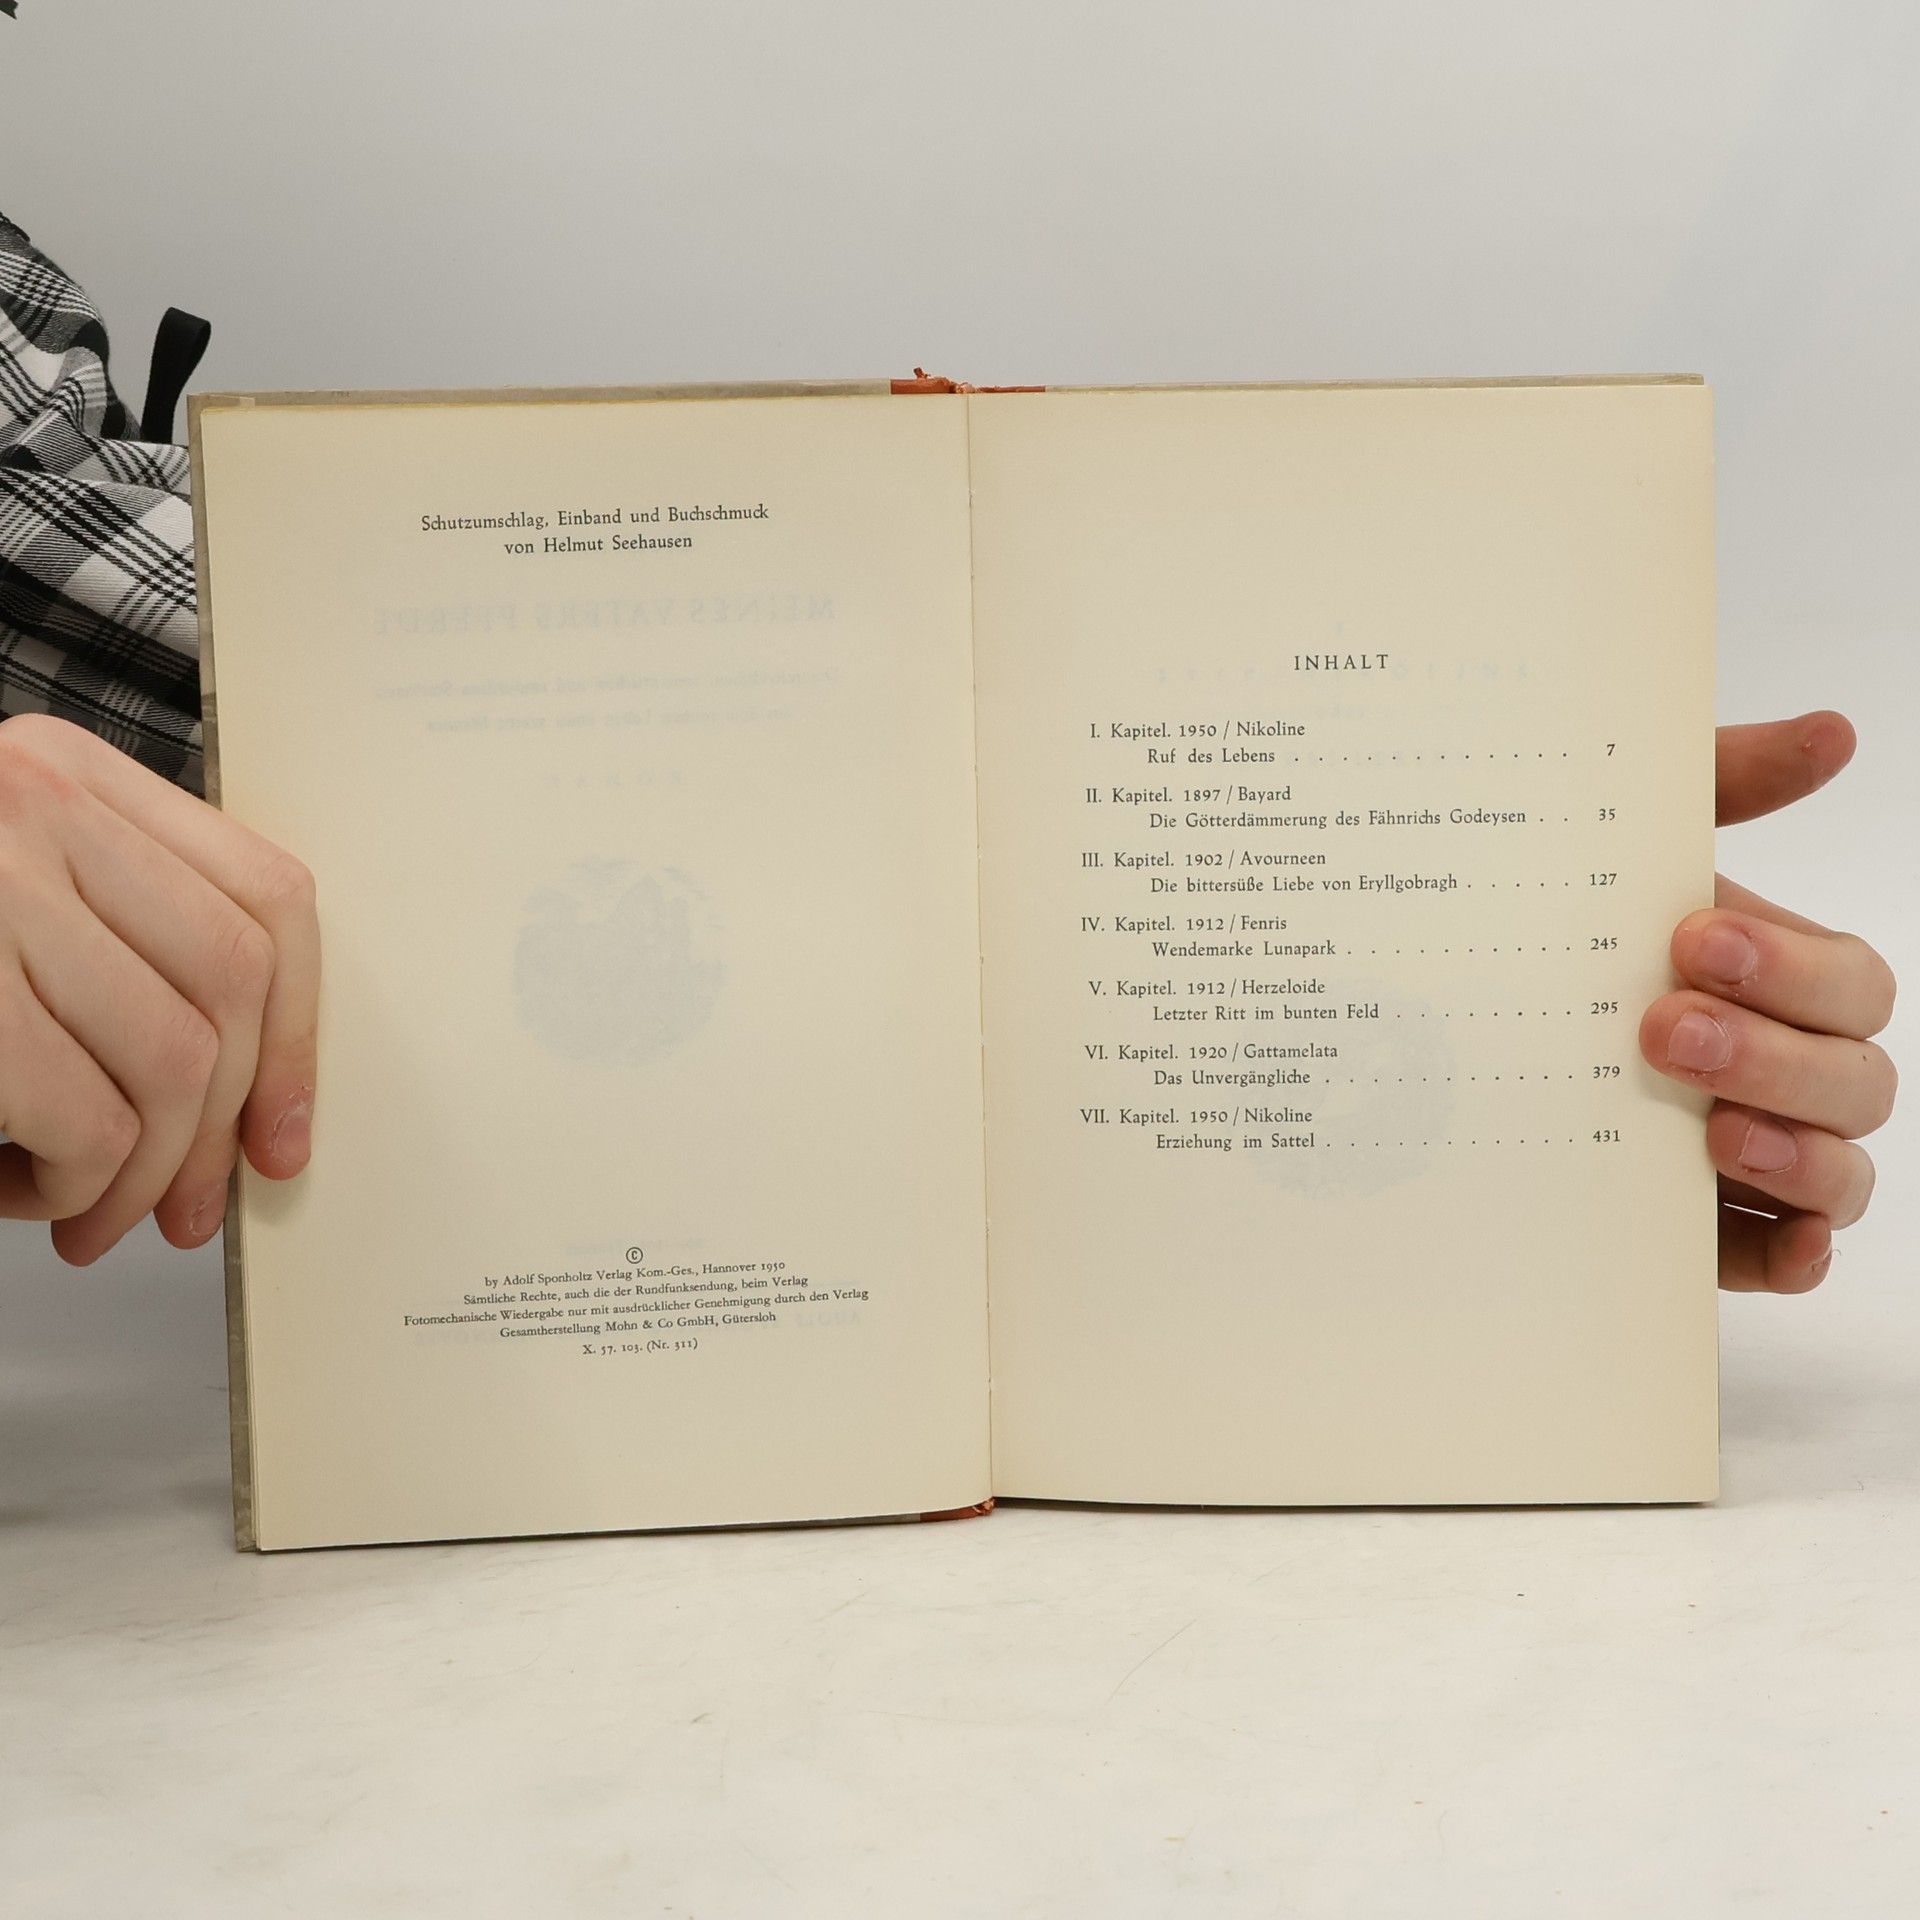 Schutzumschlag, Einband und Buchschmuck
von Helmut Seehausen
MEINES VATERS PFERDE
©
by Adolf Sponholtz Verlag Kom.-Ges., Hannover 1950
Sämtliche Rechte, auch die der Rundfunksendung, beim Verlag
Fotomechanische Wiedergabe nur mit ausdrücklicher Genehmigung durch den Verlag
Gesamtherstellung Mohn & Co GmbH, Gütersloh
X. 57. 103. (Nr. 311)
INHALT
I. Kapitel. 1950 / Nikoline
Ruf des Lebens . . . . . . . . . . . . 7
II. Kapitel. 1897 / Bayard
Die Götterdämmerung des Fähnrichs Godeysen . . 35
III. Kapitel. 1902 / Avourneen
Die bittersüße Liebe von Eryllgobragh . . . . . 127
IV. Kapitel. 1912 / Fenris
Wendemarke Lunapark . . . . . . . . . . 245
V. Kapitel. 1912 / Herzeloide
Letzter Ritt im bunten Feld . . . . . . . . 295
VI. Kapitel. 1920 / Gattamelata
Das Unvergängliche . . . . . . . . . . . 379
VII. Kapitel. 1950 / Nikoline
Erziehung im Sattel . . . . . . . . . . . 431